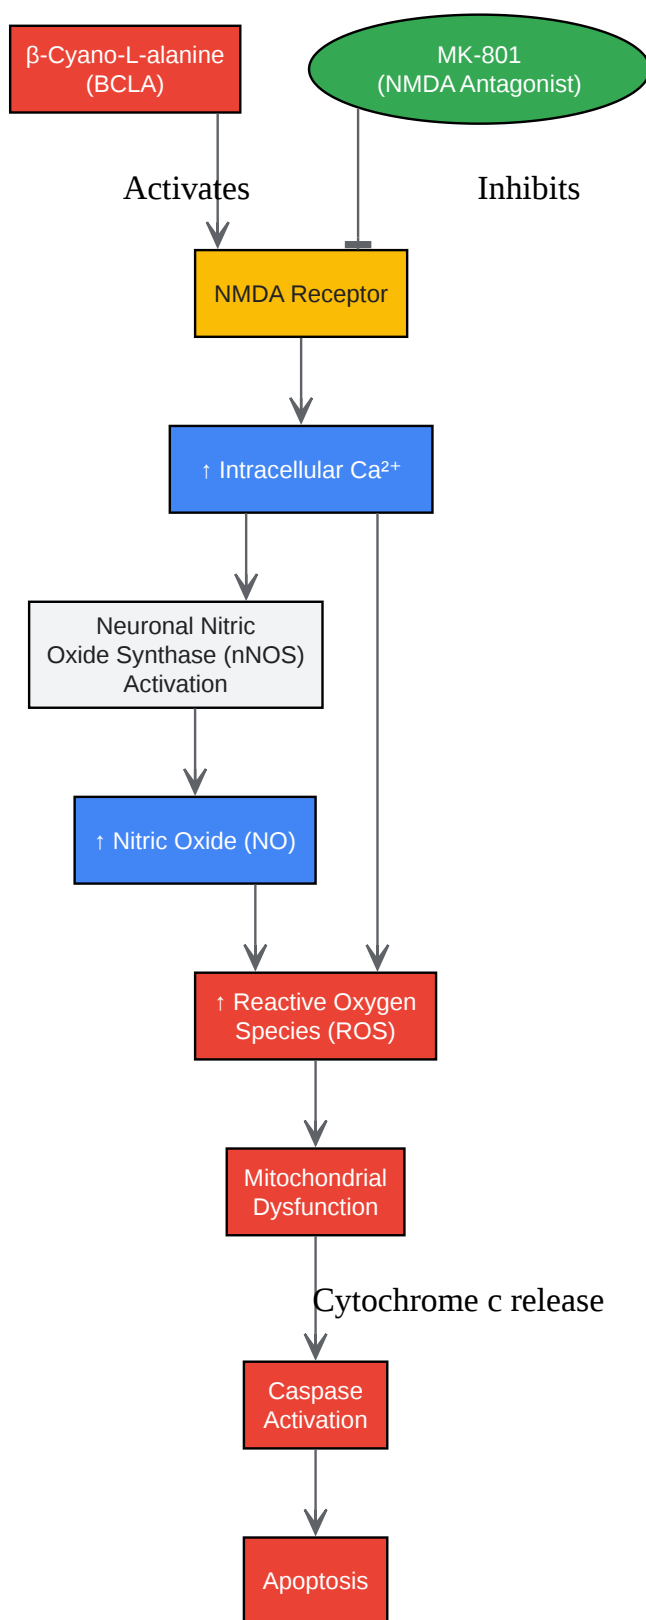 β-Cyano-L-alanine
(BCLA)
MK-801
(NMDA Antagonist)
Activates
Inhibits
NMDA Receptor
↑ Intracellular Ca²⁺
Neuronal Nitric
Oxide Synthase (nNOS)
Activation
↑ Nitric Oxide (NO)
↑ Reactive Oxygen
Species (ROS)
Mitochondrial
Dysfunction
Cytochrome c release
Caspase
Activation
Apoptosis